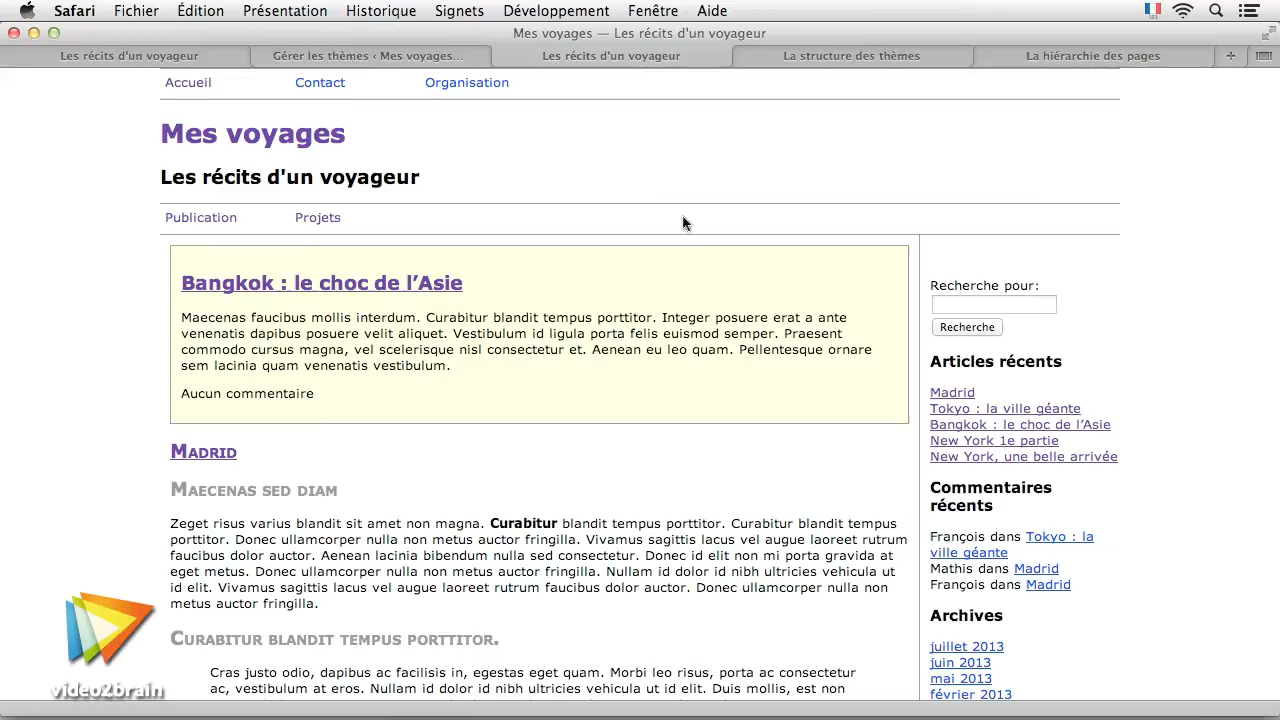 Safari Fichier Édition Présentation Historique Signets Développement Fenêtre Aide
Mes voyages — Les récits d'un voyageur
Les récits d'un voyageur
Gérer les thèmes ‹ Mes voyages...
Les récits d'un voyageur
La structure des thèmes
La hiérarchie des pages
Accueil Contact Organisation
Mes voyages
Les récits d'un voyageur
Publication Projets
Bangkok : le choc de l’Asie
Maecenas faucibus mollis interdum. Curabitur blandit tempus porttitor. Integer posuere erat a ante
venenatis dapibus posuere velit aliquet. Vestibulum id ligula porta felis euismod semper. Praesent
commodo cursus magna, vel scelerisque nisl consectetur et. Aenean eu leo quam. Pellentesque ornare
sem lacinia quam venenatis vestibulum.
Aucun commentaire
Madrid
Maecenas sed diam
Zeget risus varius blandit sit amet non magna. Curabitur blandit tempus porttitor. Curabitur blandit tempus
porttitor. Donec ullamcorper nulla non metus auctor fringilla. Vivamus sagittis lacus vel augue laoreet rutrum
faucibus dolor auctor. Aenean lacinia bibendum nulla sed consectetur. Donec id elit non mi porta gravida at
eget metus. Donec ullamcorper nulla non metus auctor fringilla. Nullam id dolor id nibh ultricies vehicula ut
id elit. Vivamus sagittis lacus vel augue laoreet rutrum faucibus dolor auctor. Donec ullamcorper nulla non
metus auctor fringilla.
Curabitur blandit tempus porttitor.
Cras justo odio, dapibus ac facilisis in, egestas eget quam. Morbi leo risus, porta ac consectetur
ac, vestibulum at eros. Nullam id dolor id nibh ultricies vehicula ut id elit. Duis mollis, est non
Recherche pour:
Recherche
Articles récents
Madrid
Tokyo : la ville géante
Bangkok : le choc de l’Asie
New York 1e partie
New York, une belle arrivée
Commentaires
récents
François dans Tokyo : la
ville géante
Mathis dans Madrid
François dans Madrid
Archives
juillet 2013
juin 2013
mai 2013
février 2013
video2brain